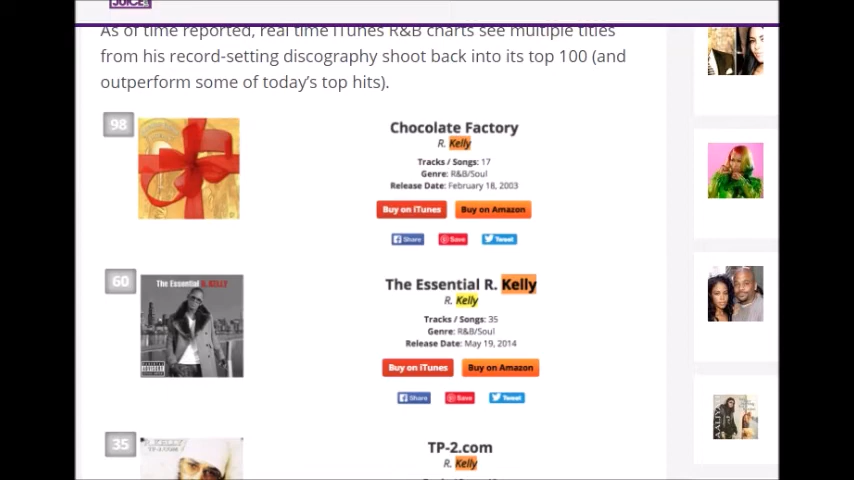 JUICE
As of time reported, real time iTunes R&B charts see multiple titles
from his record-setting discography shoot back into its top 100 (and
outperform some of today's top hits).
98
Chocolate Factory
R. Kelly
Tracks / Songs: 17
Genre: R&B/Soul
Release Date: February 18, 2003
Buy on iTunes
Buy on Amazon
Share
Save
Tweet
60
The Essential R. KELLY
The Essential R. Kelly
R. Kelly
Tracks / Songs: 35
Genre: R&B/Soul
Release Date: May 19, 2014
Buy on iTunes
Buy on Amazon
Share
Save
Tweet
35
TP-2.com
R. Kelly
AALIYAH